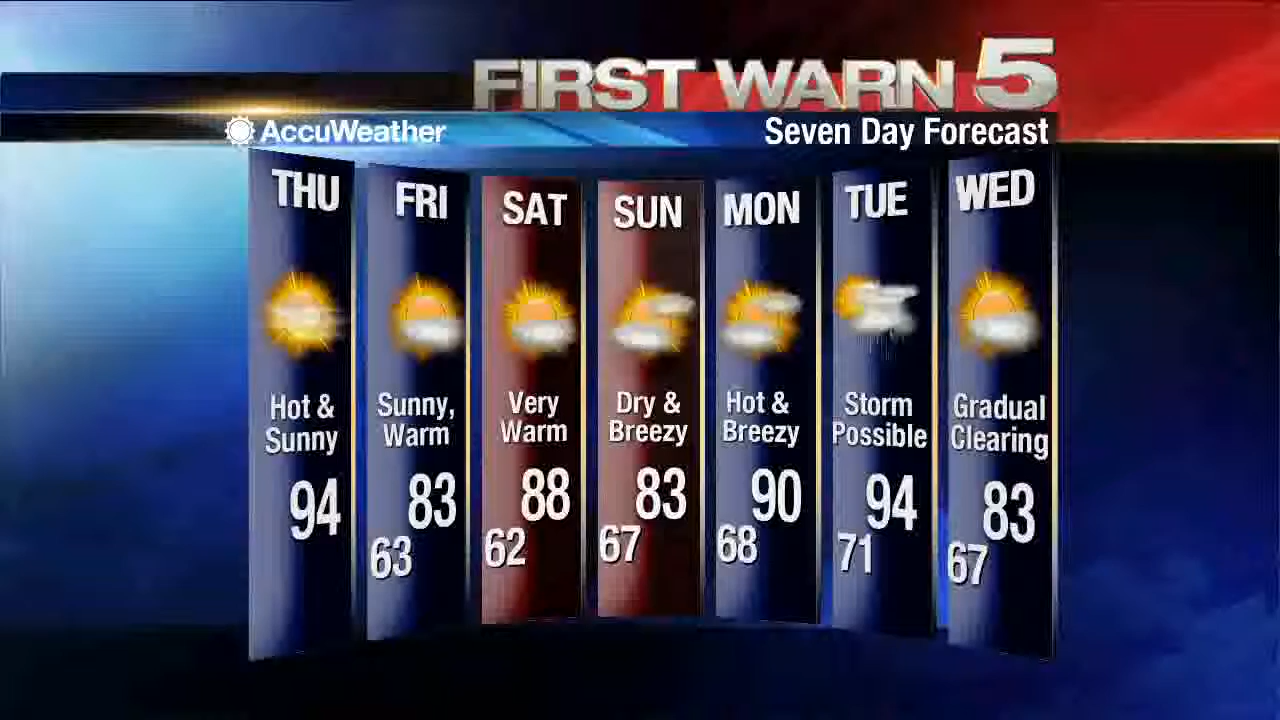 FIRST WARN 5
AccuWeather
Seven Day Forecast
THU
Hot &
Sunny
94
FRI
Sunny,
Warm
83
63
SAT
Very
Warm
88
62
SUN
Dry &
Breezy
83
67
MON
Hot &
Breezy
90
68
TUE
Storm
Possible
94
71
WED
Gradual
Clearing
83
67